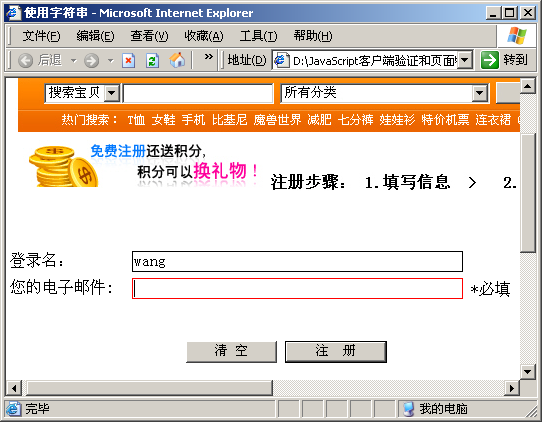 使用字符串 - Microsoft Internet Explorer
文件(F) 编辑(E) 查看(V) 收藏(A) 工具(T) 帮助(H)
后退 » 地址(D) D:\JavaScript客户端验证和页面 转到
搜索宝贝 所有分类
热门搜索: T恤 女鞋 手机 比基尼 魔兽世界 减肥 七分裤 娃娃衫 特价机票 连衣裙
免费注册还送积分,
积分可以换礼物!
注册步骤: 1.填写信息 > 2.
登录名: wang
您的电子邮件: *必填
清 空 注 册
完毕 我的电脑